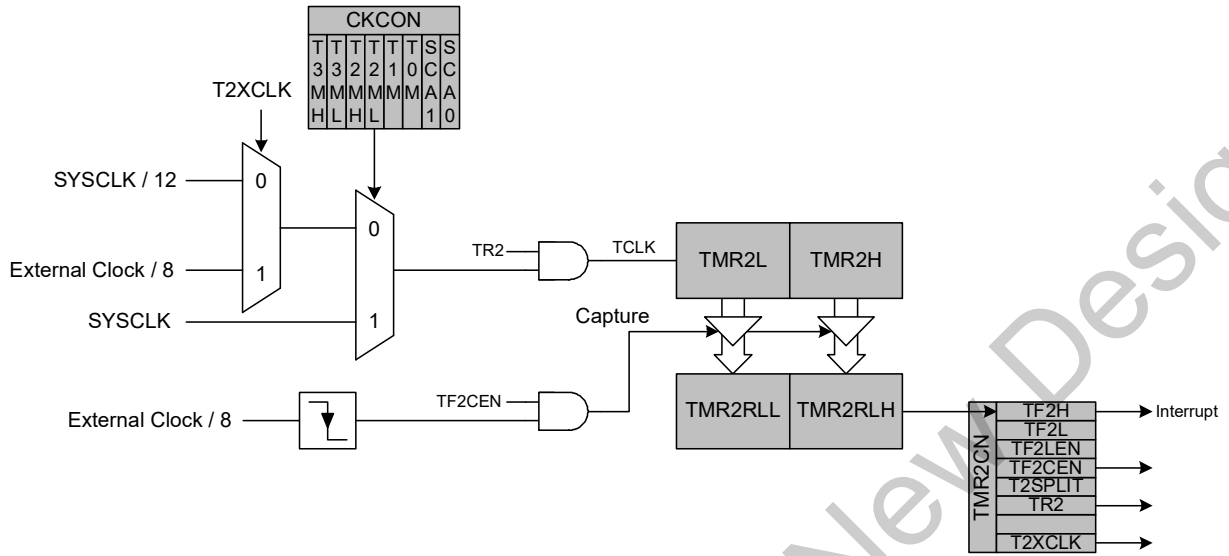 CKCON
T3MH
T3ML
T2MH
T2ML
T1M
T0M
SCA1
SCA0
T2XCLK
SYSCLK / 12
0
External Clock / 8
1
SYSCLK
0
1
TR2
TCLK
TMR2L
TMR2H
Capture
External Clock / 8
TF2CEN
TMR2RLL
TMR2RLH
TMR2CN
TF2H
TF2L
TF2LEN
TF2CEN
T2SPLIT
TR2
T2XCLK
Interrupt
New Desig